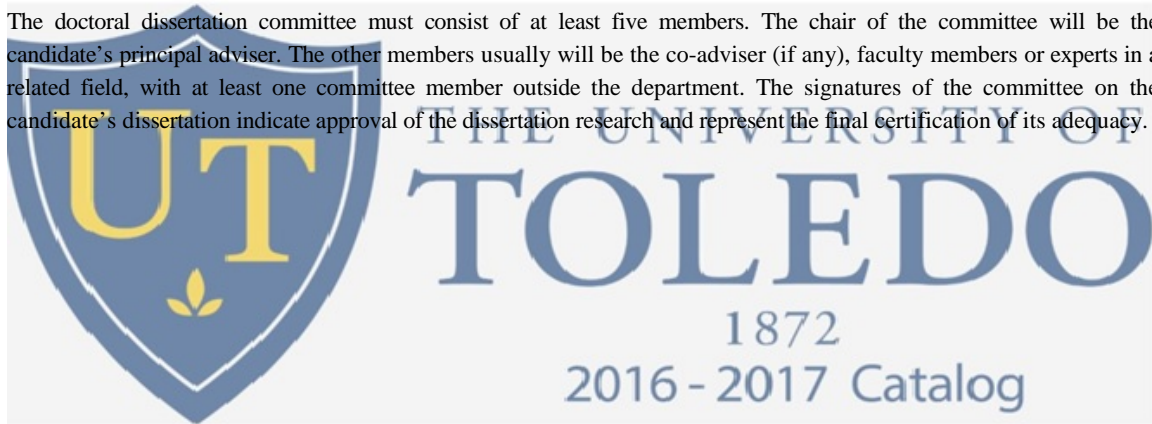 The doctoral dissertation committee must consist of at least five members. The chair of the committee will be the
candidate’s principal adviser. The other members usually will be the co-adviser (if any), faculty members or experts in a
related field, with at least one committee member outside the department. The signatures of the committee on the
candidate’s dissertation indicate approval of the dissertation research and represent the final certification of its adequacy.
THE UNIVERSITY OF
UT
TOLEDO
1872
2016 - 2017 Catalog